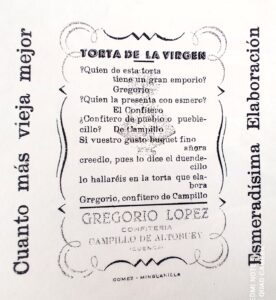 Cuanto más vieja mejor
TORTA DE LA VIRGEN
?Quien de esta torta
tiene un gran emporio?
Gregorio
?Quien la presenta con esmero?
El Confitero
¿Confitero de pueblo o pueble-
cillo? De Campillo
Si vuestro gusto buquet fino
añora
creedlo, pues lo dice el duende-
cillo
lo hallaréis en la torta que ela-
bora
Gregorio, confitero de Campillo
GREGORIO LOPEZ
CONFITERIA
CAMPILLO DE ALTOBUEY
(CUENCA)
GOMEZ - MINGLANILLA
Esmeradísima Elaboración